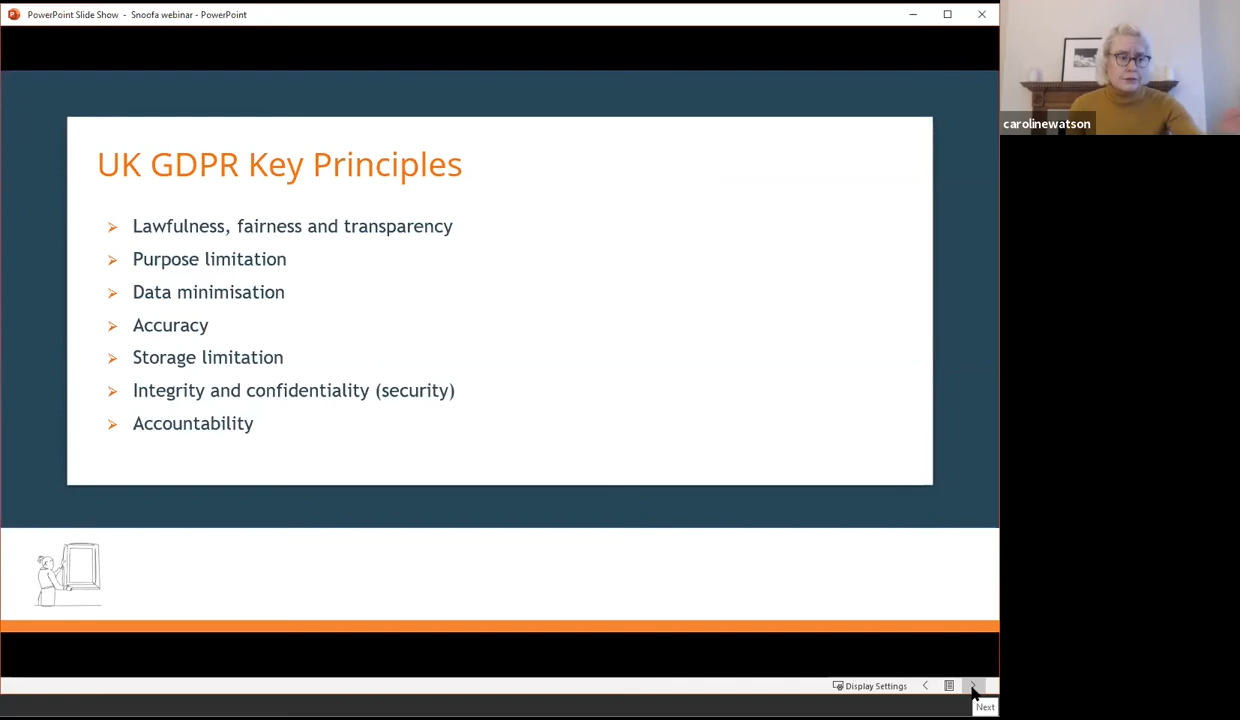 PowerPoint Slide Show - Snoofa webinar - PowerPoint
carolinewatson
UK GDPR Key Principles
Lawfulness, fairness and transparency
Purpose limitation
Data minimisation
Accuracy
Storage limitation
Integrity and confidentiality (security)
Accountability
Display Settings
Next